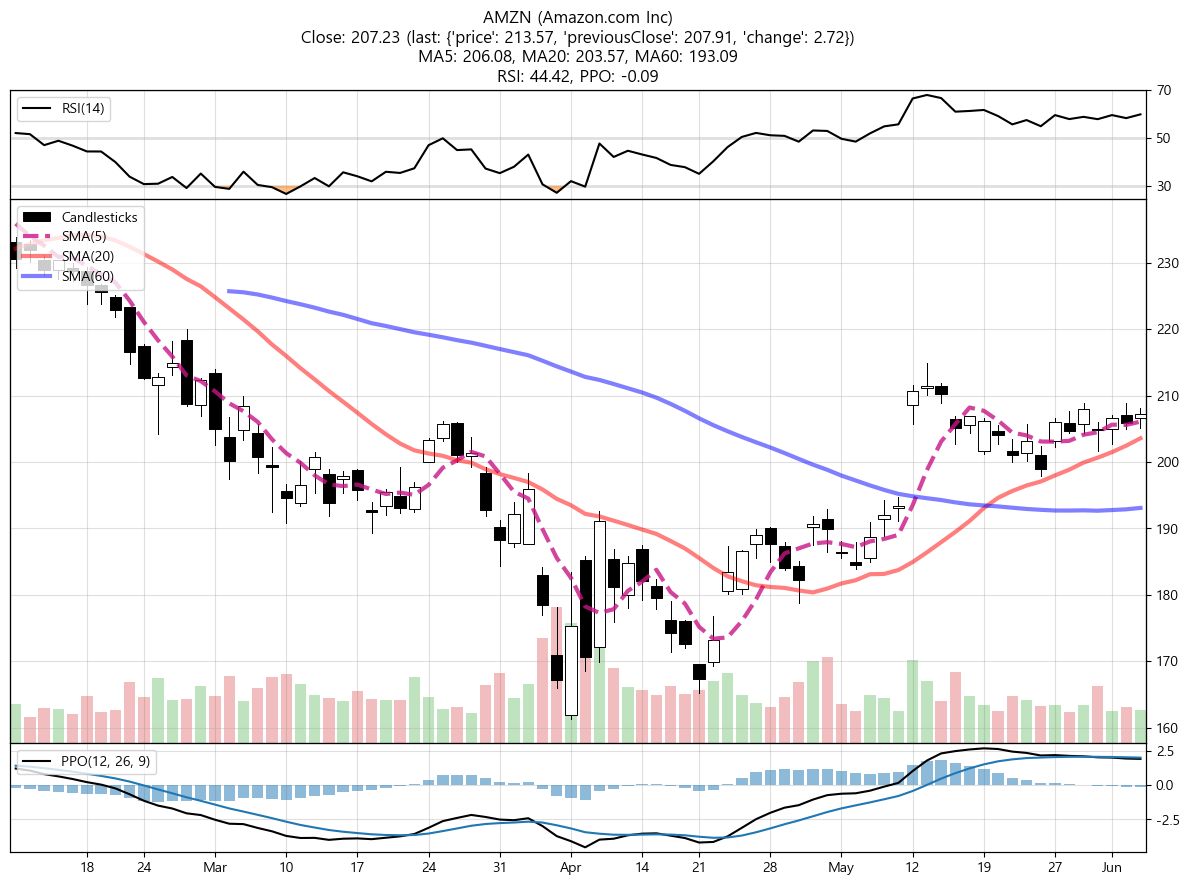 AMZN (Amazon.com Inc)
Close: 207.23 (last: {'price': 213.57, 'previousClose': 207.91, 'change': 2.72})
MA5: 206.08, MA20: 203.57, MA60: 193.09
RSI: 44.42, PPO: -0.09
RSI(14)
70
50
30
Candlesticks
SMA(5)
SMA(20)
SMA(60)
230
220
210
200
190
180
170
160
PPO(12, 26, 9)
2.5
0.0
−2.5
18 24 Mar 10 17 24 31 Apr 14 21 28 May 12 19 27 Jun